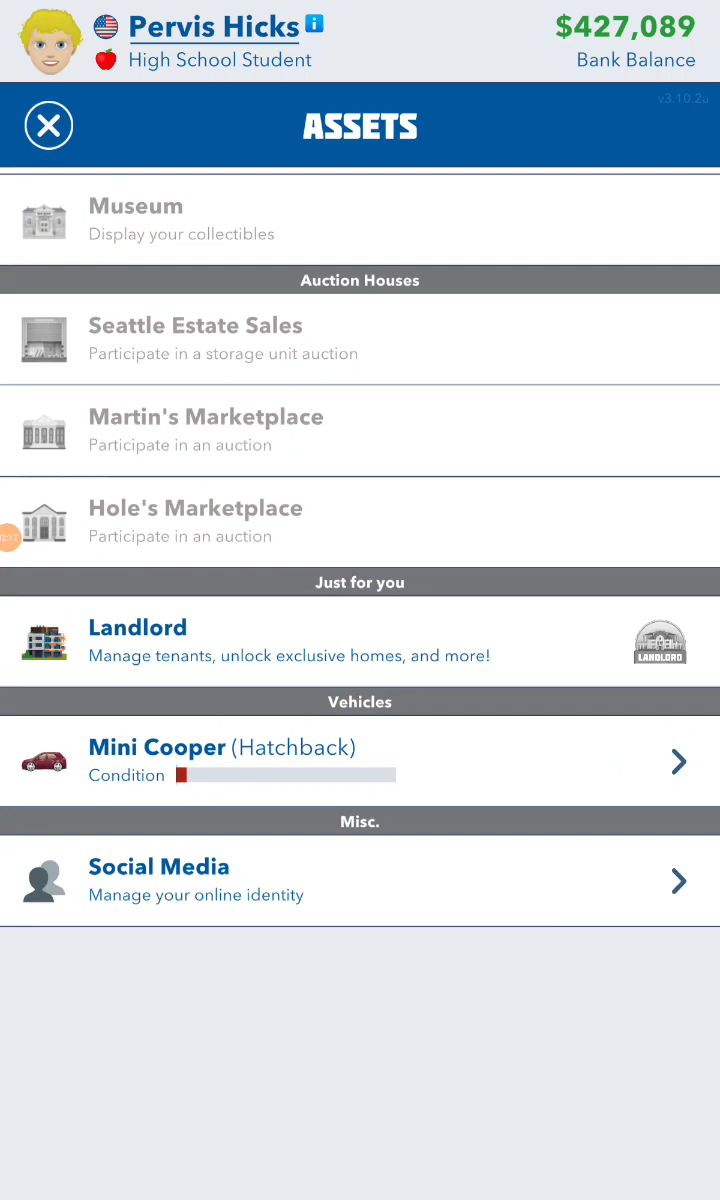 Pervis Hicks i
$427,089
High School Student
Bank Balance
v3.10.2a
ASSETS
Museum
Display your collectibles
Auction Houses
Seattle Estate Sales
Participate in a storage unit auction
Martin's Marketplace
Participate in an auction
Hole's Marketplace
Participate in an auction
02:17
Just for you
Landlord
Manage tenants, unlock exclusive homes, and more!
LANDLORD
Vehicles
Mini Cooper (Hatchback)
Condition
Misc.
Social Media
Manage your online identity